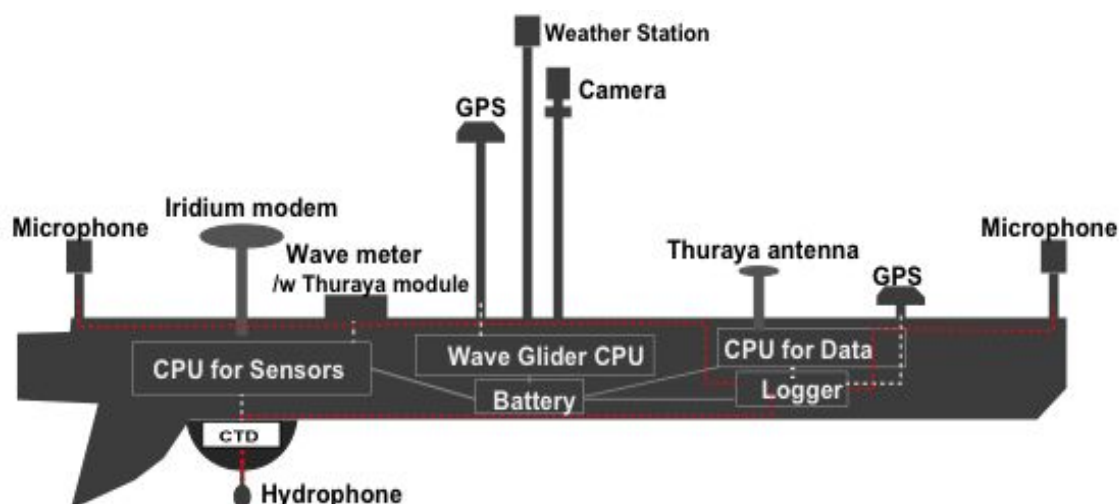 Weather Station
Camera
GPS
Iridium modem
Microphone
Microphone
Wave meter
/w Thuraya module
Thuraya antenna
GPS
CPU for Sensors
Wave Glider CPU
CPU for Data
Logger
Battery
CTD
Hydrophone